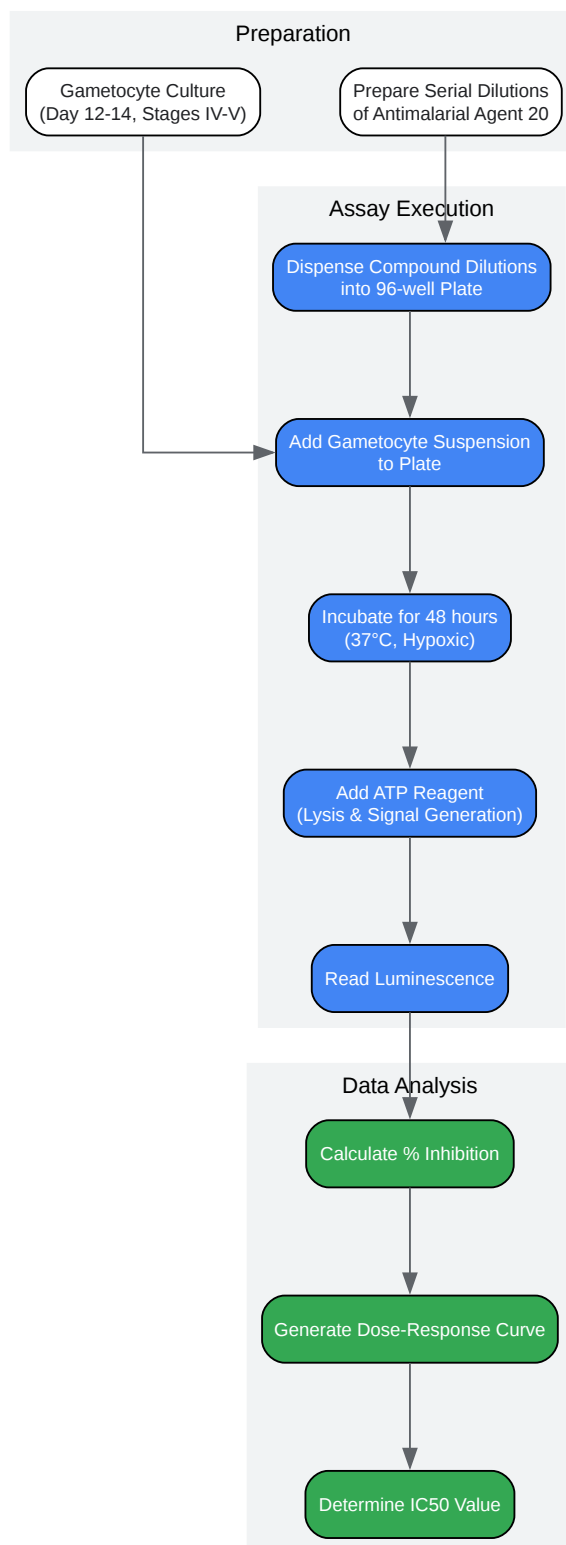 Preparation
Gametocyte Culture
(Day 12-14, Stages IV-V)
Prepare Serial Dilutions
of Antimalarial Agent 20
Assay Execution
Dispense Compound Dilutions
into 96-well Plate
Add Gametocyte Suspension
to Plate
Incubate for 48 hours
(37°C, Hypoxic)
Add ATP Reagent
(Lysis & Signal Generation)
Read Luminescence
Data Analysis
Calculate % Inhibition
Generate Dose-Response Curve
Determine IC50 Value